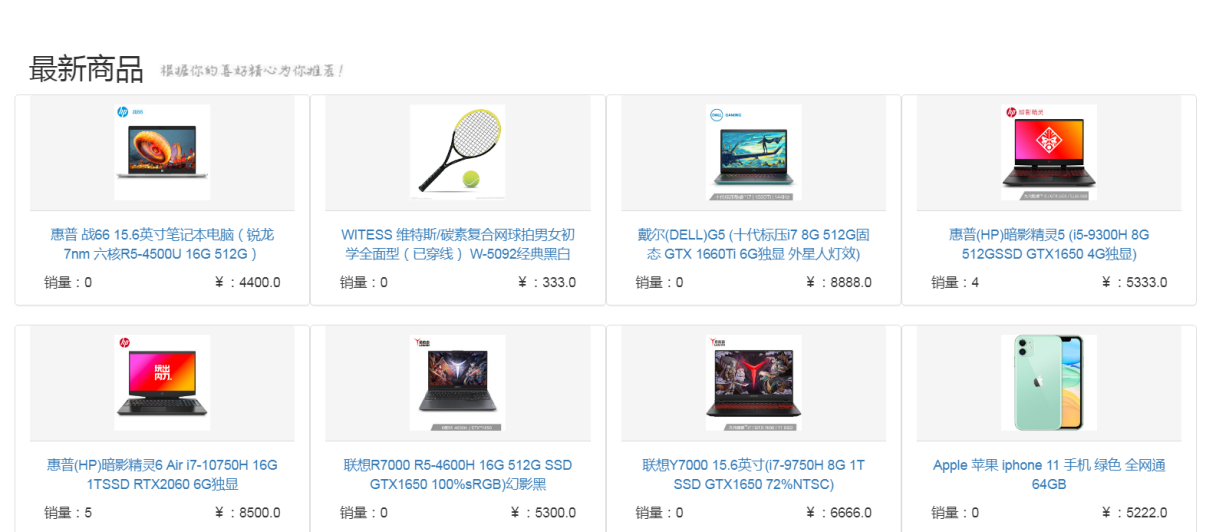 最新商品 根据你的喜好精心为你推荐！
惠普 战66 15.6英寸笔记本电脑（锐龙
7nm 六核R5-4500U 16G 512G ）
销量：0 ￥：4400.0
WITESS 维特斯/碳素复合网球拍男女初
学全面型（已穿线） W-5092经典黑白
销量：0 ￥：333.0
戴尔(DELL)G5 (十代标压i7 8G 512G固
态 GTX 1660Ti 6G独显 外星人灯效)
销量：0 ￥：8888.0
暗影精灵
惠普(HP)暗影精灵5 (i5-9300H 8G
512GSSD GTX1650 4G独显)
销量：4 ￥：5333.0
玩出
惠普(HP)暗影精灵6 Air i7-10750H 16G
1TSSD RTX2060 6G独显
销量：5 ￥：8500.0
联想R7000 R5-4600H 16G 512G SSD
GTX1650 100%sRGB)幻影黑
销量：0 ￥：5300.0
联想Y7000 15.6英寸(i7-9750H 8G 1T
SSD GTX1650 72%NTSC)
销量：0 ￥：6666.0
Apple 苹果 iphone 11 手机 绿色 全网通
64GB
销量：0 ￥：5222.0